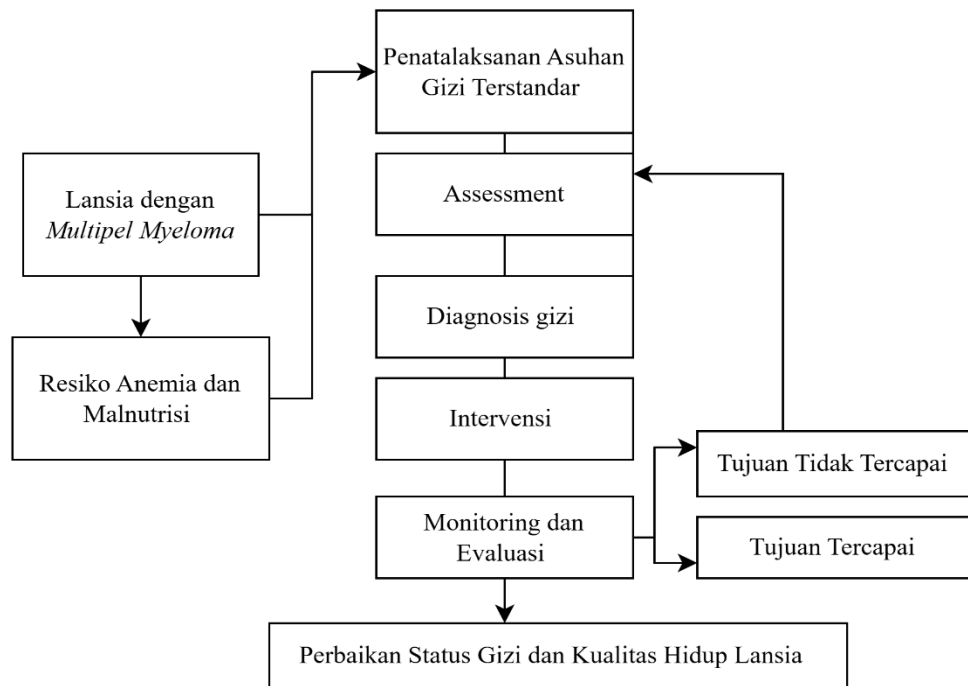 Penatalaksanan Asuhan
Gizi Terstandar
Lansia dengan
Multipel Myeloma
Assessment
Resiko Anemia dan
Malnutrisi
Diagnosis gizi
Intervensi
Monitoring dan
Evaluasi
Tujuan Tidak Tercapai
Tujuan Tercapai
Perbaikan Status Gizi dan Kualitas Hidup Lansia